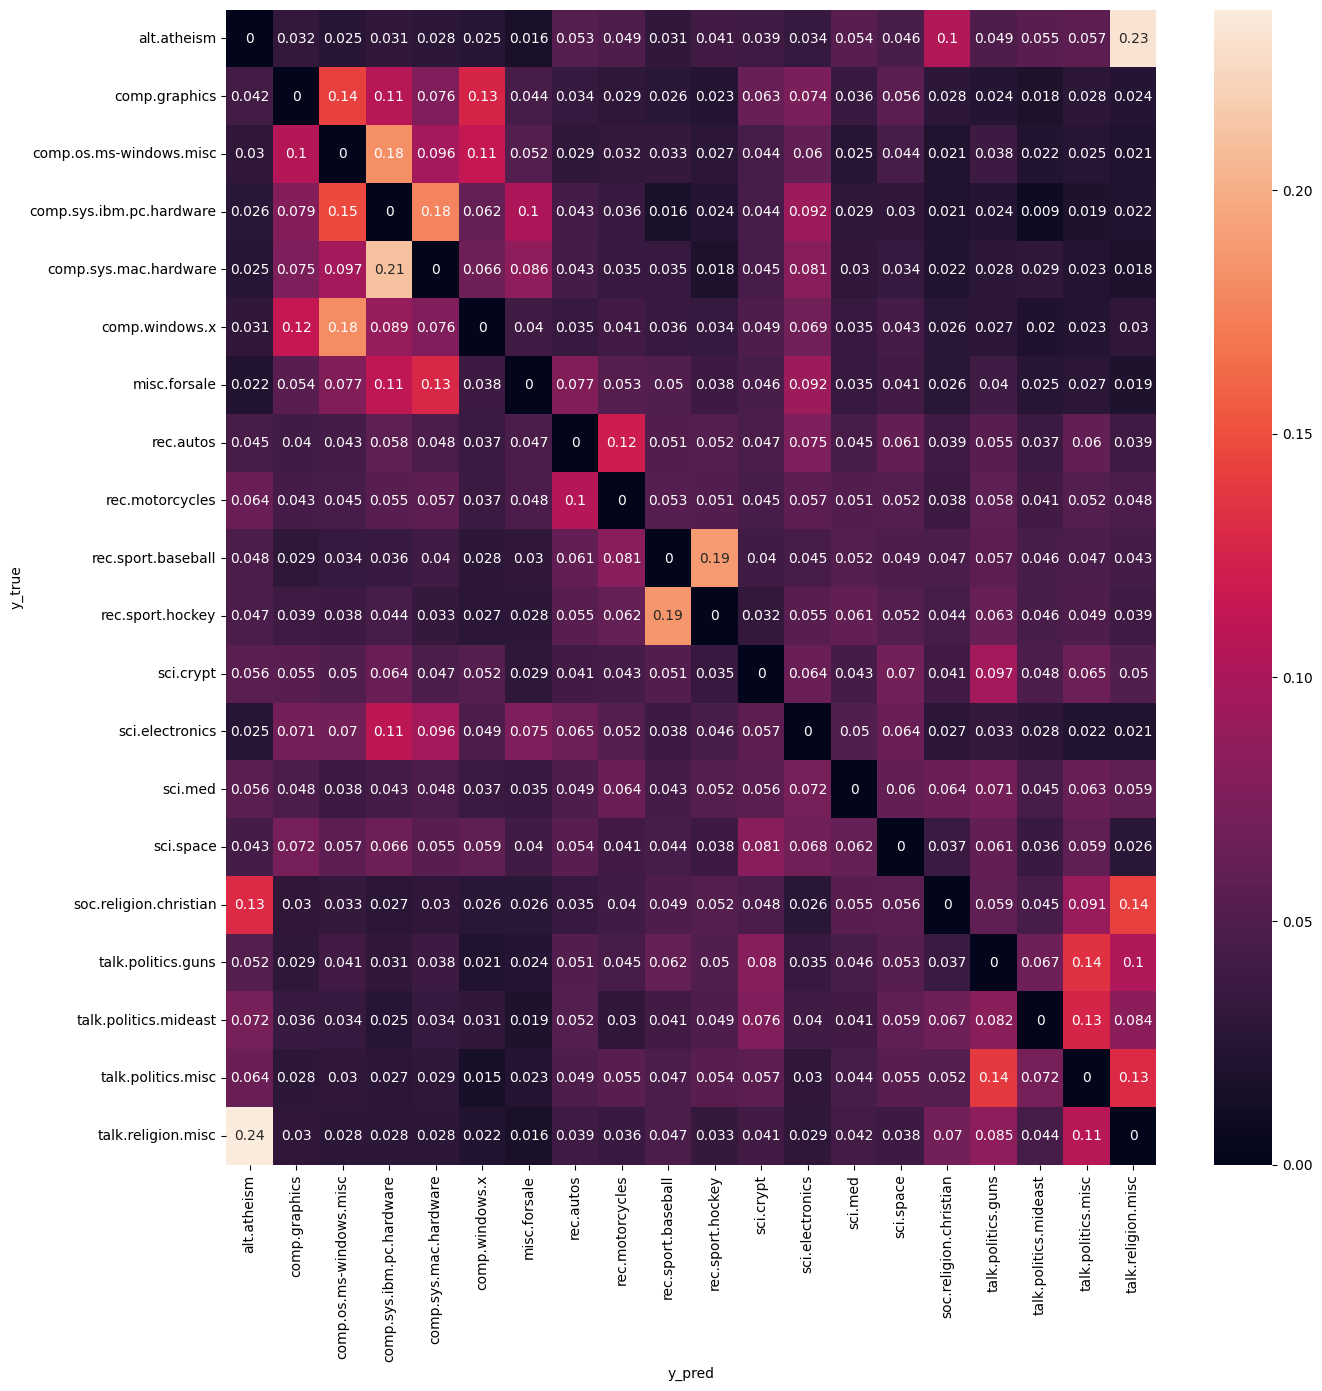 alt.atheism 0 0.032 0.025 0.031 0.028 0.025 0.016 0.053 0.049 0.031 0.041 0.039 0.034 0.054 0.046 0.1 0.049 0.055 0.057 0.23
comp.graphics 0.042 0 0.14 0.11 0.076 0.13 0.044 0.034 0.029 0.026 0.023 0.063 0.074 0.036 0.056 0.028 0.024 0.018 0.028 0.024
comp.os.ms-windows.misc 0.03 0.1 0 0.18 0.096 0.11 0.052 0.029 0.032 0.033 0.027 0.044 0.06 0.025 0.044 0.021 0.038 0.022 0.025 0.021
comp.sys.ibm.pc.hardware 0.026 0.079 0.15 0 0.18 0.062 0.1 0.043 0.036 0.016 0.024 0.044 0.092 0.029 0.03 0.021 0.024 0.009 0.019 0.022
0.20
comp.sys.mac.hardware 0.025 0.075 0.097 0.21 0 0.066 0.086 0.043 0.035 0.035 0.018 0.045 0.081 0.03 0.034 0.022 0.028 0.029 0.023 0.018
comp.windows.x 0.031 0.12 0.18 0.089 0.076 0 0.04 0.035 0.041 0.036 0.034 0.049 0.069 0.035 0.043 0.026 0.027 0.02 0.023 0.03
misc.forsale 0.022 0.054 0.077 0.11 0.13 0.038 0 0.077 0.053 0.05 0.038 0.046 0.092 0.035 0.041 0.026 0.04 0.025 0.027 0.019
rec.autos 0.045 0.04 0.043 0.058 0.048 0.037 0.047 0 0.12 0.051 0.052 0.047 0.075 0.045 0.061 0.039 0.055 0.037 0.06 0.039
0.15
rec.motorcycles 0.064 0.043 0.045 0.055 0.057 0.037 0.048 0.1 0 0.053 0.051 0.045 0.057 0.051 0.052 0.038 0.058 0.041 0.052 0.048
rec.sport.baseball 0.048 0.029 0.034 0.036 0.04 0.028 0.03 0.061 0.081 0 0.19 0.04 0.045 0.052 0.049 0.047 0.057 0.046 0.047 0.043
y_true
rec.sport.hockey 0.047 0.039 0.038 0.044 0.033 0.027 0.028 0.055 0.062 0.19 0 0.032 0.055 0.061 0.052 0.044 0.063 0.046 0.049 0.039
sci.crypt 0.056 0.055 0.05 0.064 0.047 0.052 0.029 0.041 0.043 0.051 0.035 0 0.064 0.043 0.07 0.041 0.097 0.048 0.065 0.05
0.10
sci.electronics 0.025 0.071 0.07 0.11 0.096 0.049 0.075 0.065 0.052 0.038 0.046 0.057 0 0.05 0.064 0.027 0.033 0.028 0.022 0.021
sci.med 0.056 0.048 0.038 0.043 0.048 0.037 0.035 0.049 0.064 0.043 0.052 0.056 0.072 0 0.06 0.064 0.071 0.045 0.063 0.059
sci.space 0.043 0.072 0.057 0.066 0.055 0.059 0.04 0.054 0.041 0.044 0.038 0.081 0.068 0.062 0 0.037 0.061 0.036 0.059 0.026
soc.religion.christian 0.13 0.03 0.033 0.027 0.03 0.026 0.026 0.035 0.04 0.049 0.052 0.048 0.026 0.055 0.056 0 0.059 0.045 0.091 0.14
0.05
talk.politics.guns 0.052 0.029 0.041 0.031 0.038 0.021 0.024 0.051 0.045 0.062 0.05 0.08 0.035 0.046 0.053 0.037 0 0.067 0.14 0.1
talk.politics.mideast 0.072 0.036 0.034 0.025 0.034 0.031 0.019 0.052 0.03 0.041 0.049 0.076 0.04 0.041 0.059 0.067 0.082 0 0.13 0.084
talk.politics.misc 0.064 0.028 0.03 0.027 0.029 0.015 0.023 0.049 0.055 0.047 0.054 0.057 0.03 0.044 0.055 0.052 0.14 0.072 0 0.13
talk.religion.misc 0.24 0.03 0.028 0.028 0.028 0.022 0.016 0.039 0.036 0.047 0.033 0.041 0.029 0.042 0.038 0.07 0.085 0.044 0.11 0
0.00
alt.atheism
comp.graphics
comp.os.ms-windows.misc
comp.sys.ibm.pc.hardware
comp.sys.mac.hardware
comp.windows.x
misc.forsale
rec.autos
rec.motorcycles
rec.sport.baseball
rec.sport.hockey
sci.crypt
sci.electronics
sci.med
sci.space
soc.religion.christian
talk.politics.guns
talk.politics.mideast
talk.politics.misc
talk.religion.misc
y_pred